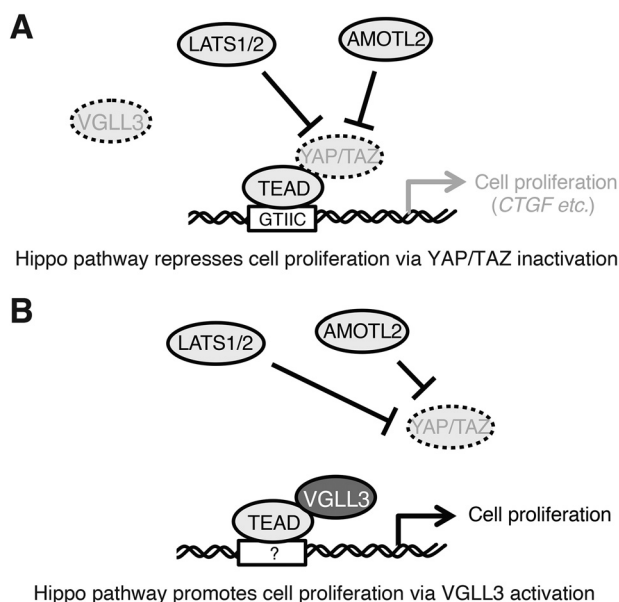 A
LATS1/2
AMOTL2
VGLL3
YAP/TAZ
TEAD
GTIIC
Cell proliferation
(CTGF etc.)
Hippo pathway represses cell proliferation via YAP/TAZ inactivation
B
LATS1/2
AMOTL2
YAP/TAZ
VGLL3
TEAD
?
Cell proliferation
Hippo pathway promotes cell proliferation via VGLL3 activation